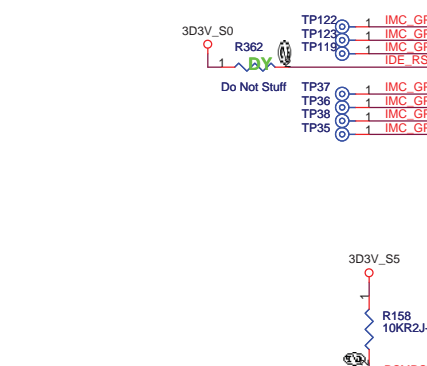 TP122 1 IMC_GP
3D3V_S0 TP123 1 IMC_GP
R362 TP119 1 IMC_GP
1 DY IDE_RS
Do Not Stuff TP37 1 IMC_GP
TP36 1 IMC_GP
TP38 1 IMC_GP
TP35 1 IMC_GP
3D3V_S5
1
R158
10KR2J-